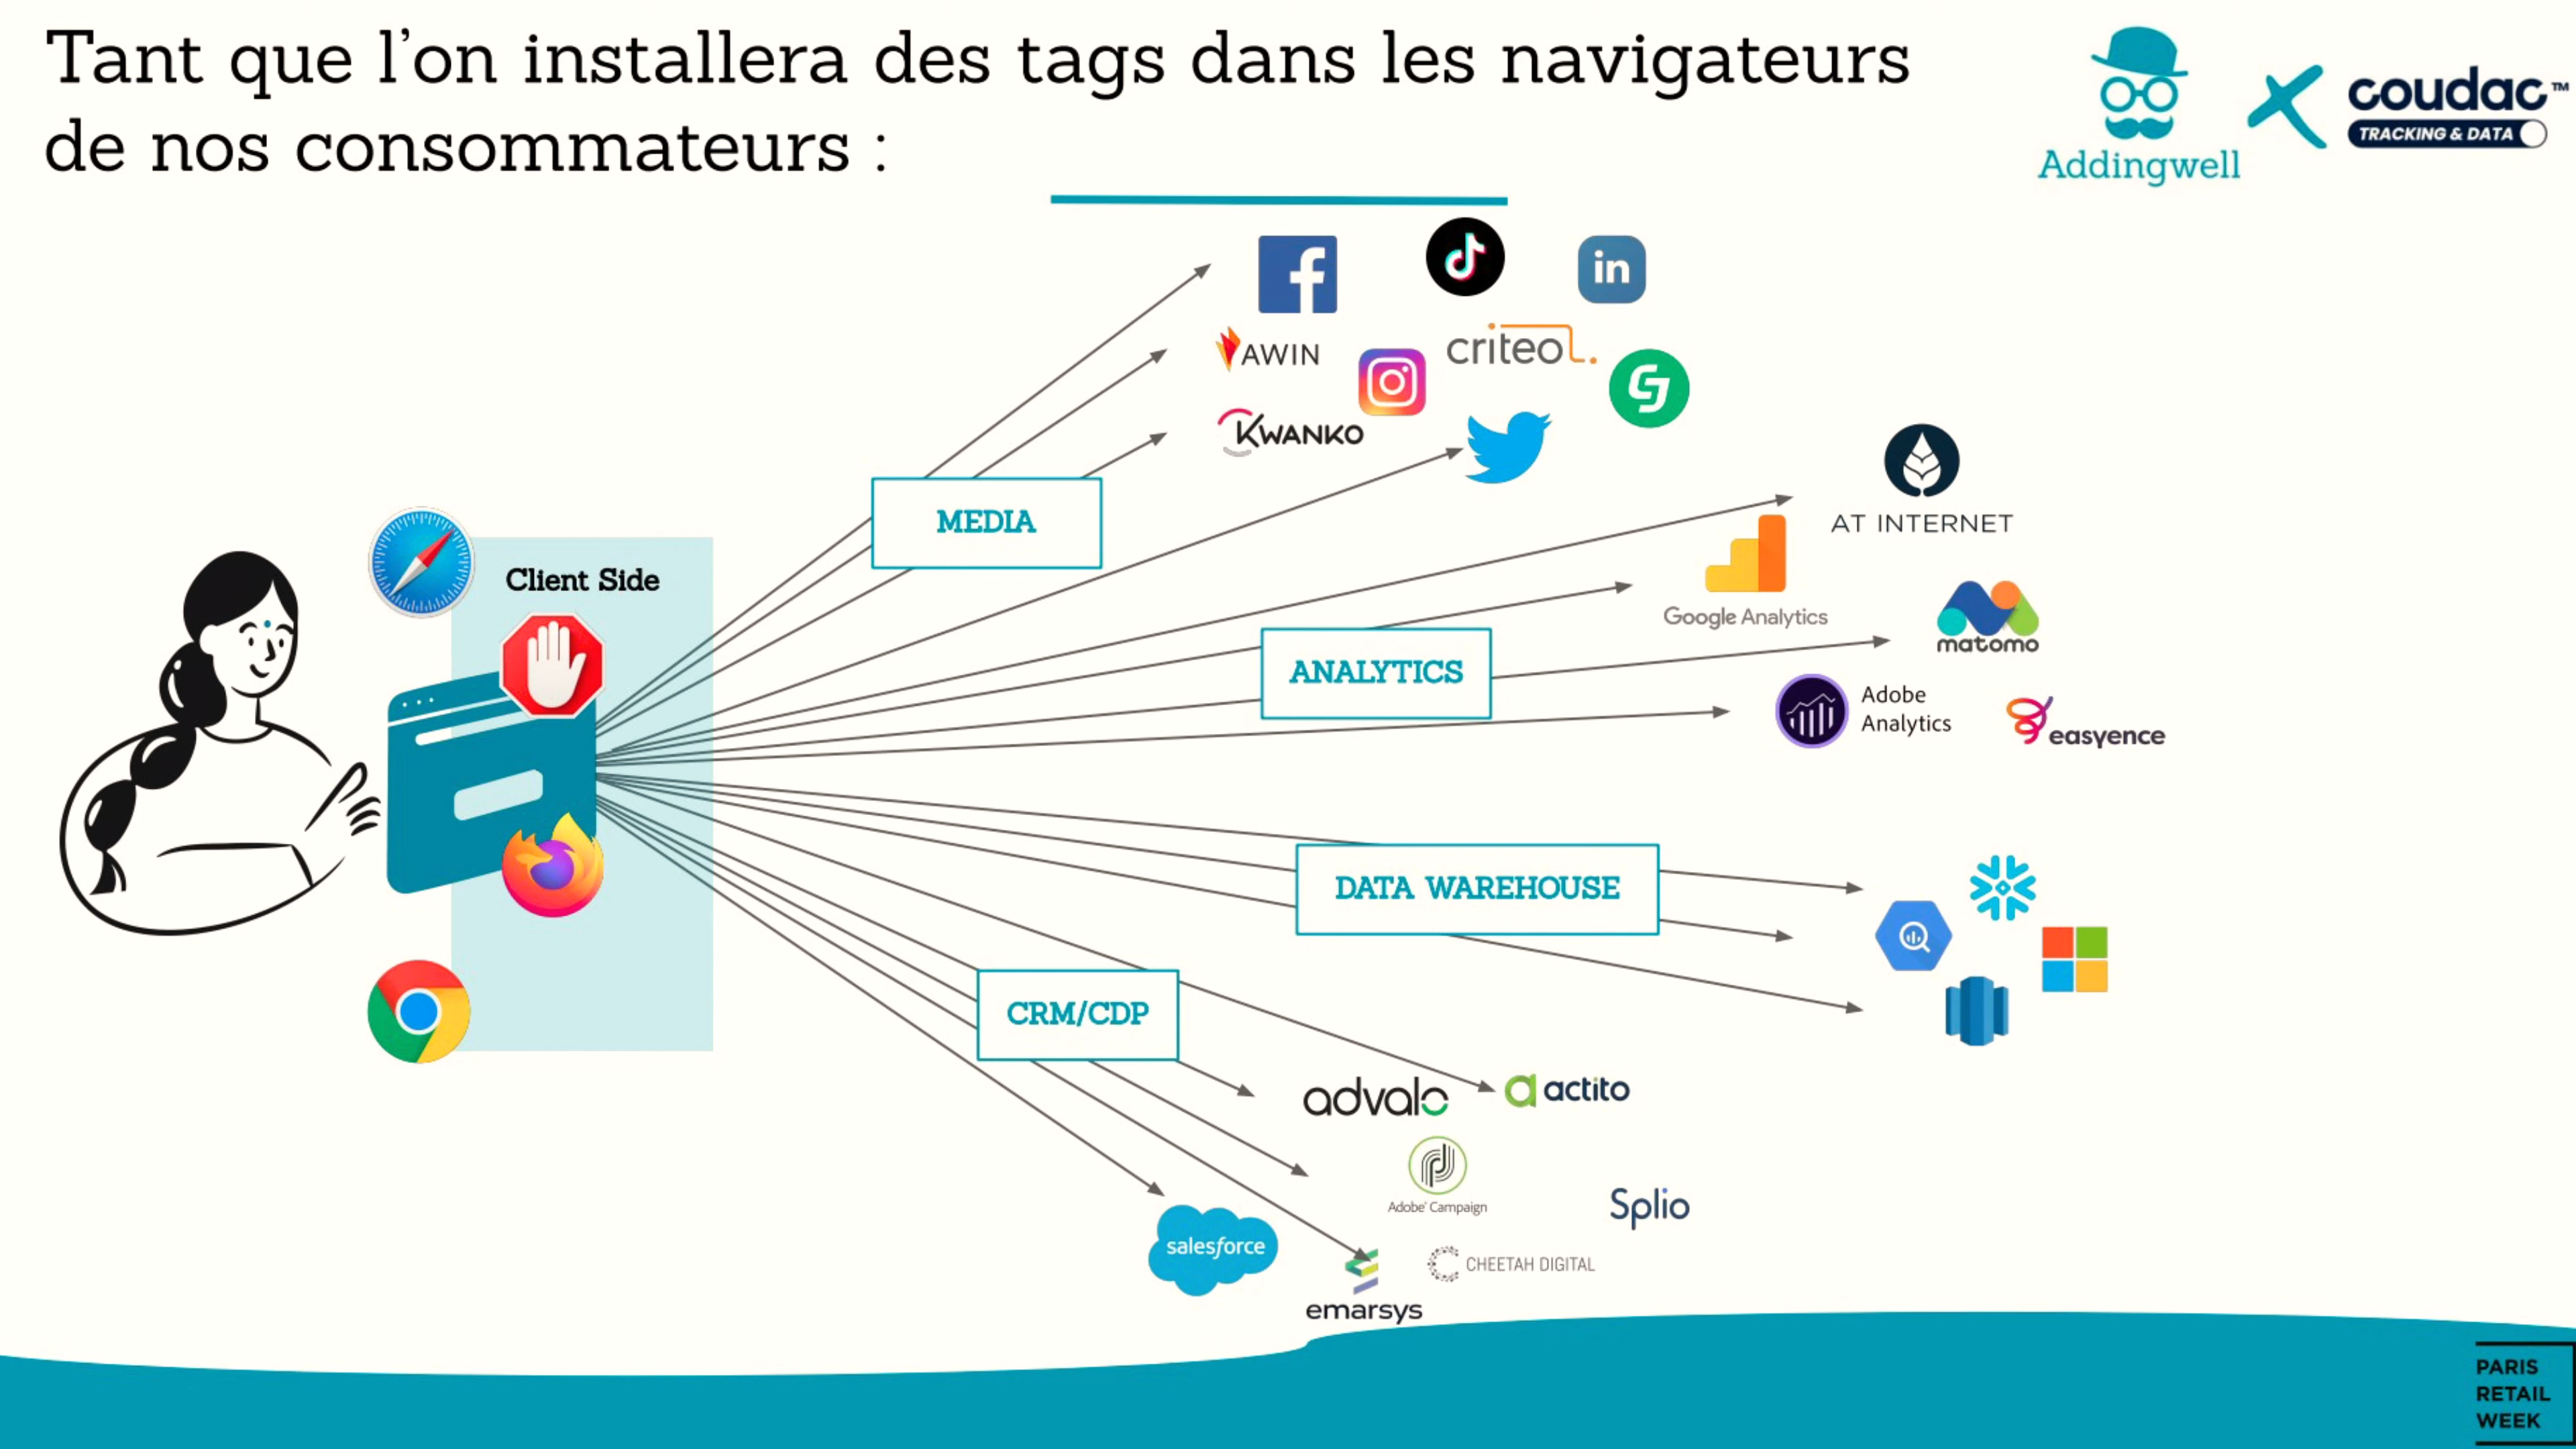 Tant que l'on installera des tags dans les navigateurs
de nos consommateurs :
Addingwell
coudac™
TRACKING & DATA
in
AWIN
criteo
KWANKO
MEDIA
AT INTERNET
Client Side
Google Analytics
matomo
ANALYTICS
Adobe
Analytics
easyence
DATA WAREHOUSE
CRM/CDP
advalo
actito
Adobe® Campaign
Splio
salesforce
CHEETAH DIGITAL
emarsys
PARIS
RETAIL
WEEK